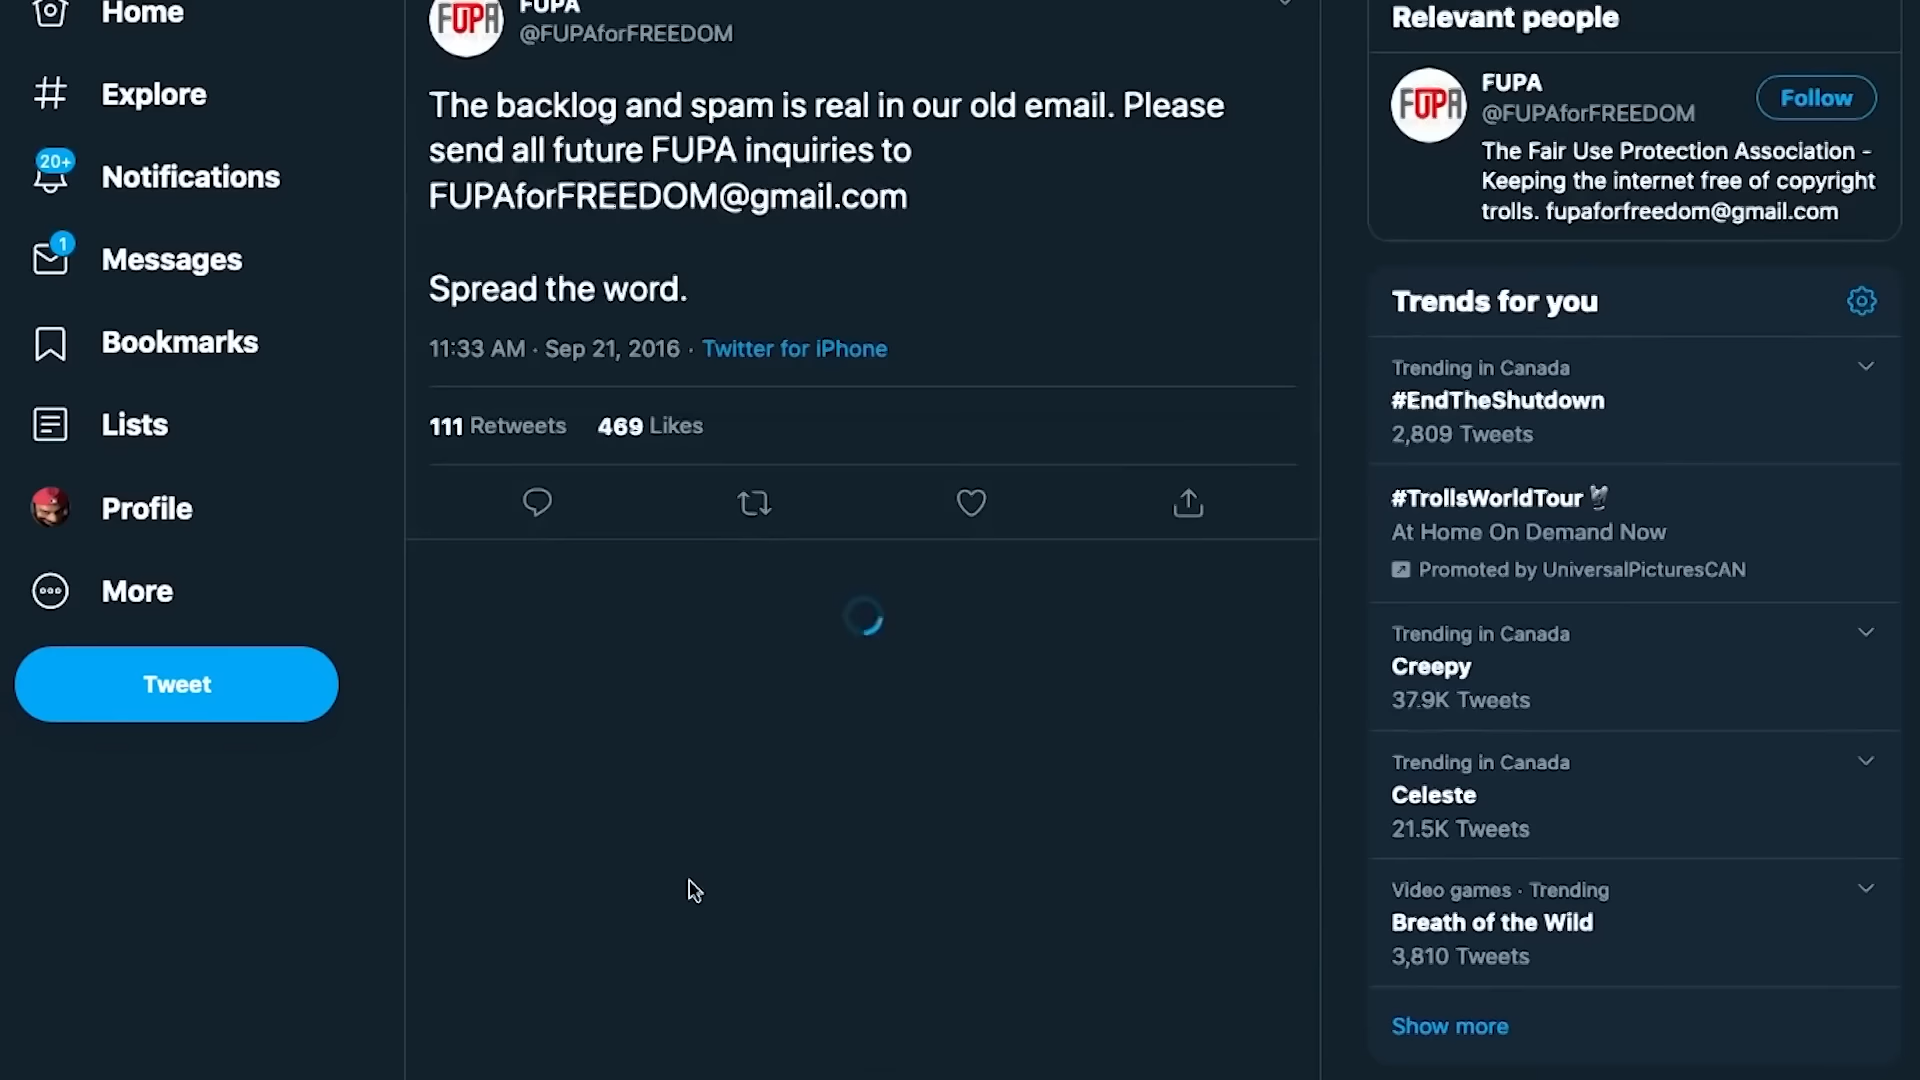 Home
Explore
20+
Notifications
1
Messages
Bookmarks
Lists
Profile
More
Tweet
FUPA
FUPA
@FUPAforFREEDOM
The backlog and spam is real in our old email. Please
send all future FUPA inquiries to
FUPAforFREEDOM@gmail.com
Spread the word.
11:33 AM · Sep 21, 2016 · Twitter for iPhone
111 Retweets 469 Likes
Relevant people
FUPA
FUPA
@FUPAforFREEDOM
Follow
The Fair Use Protection Association -
Keeping the internet free of copyright
trolls. fupaforfreedom@gmail.com
Trends for you
Trending in Canada
#EndTheShutdown
2,809 Tweets
#TrollsWorldTour
At Home On Demand Now
Promoted by UniversalPicturesCAN
Trending in Canada
Creepy
37.9K Tweets
Trending in Canada
Celeste
21.5K Tweets
Video games · Trending
Breath of the Wild
3,810 Tweets
Show more